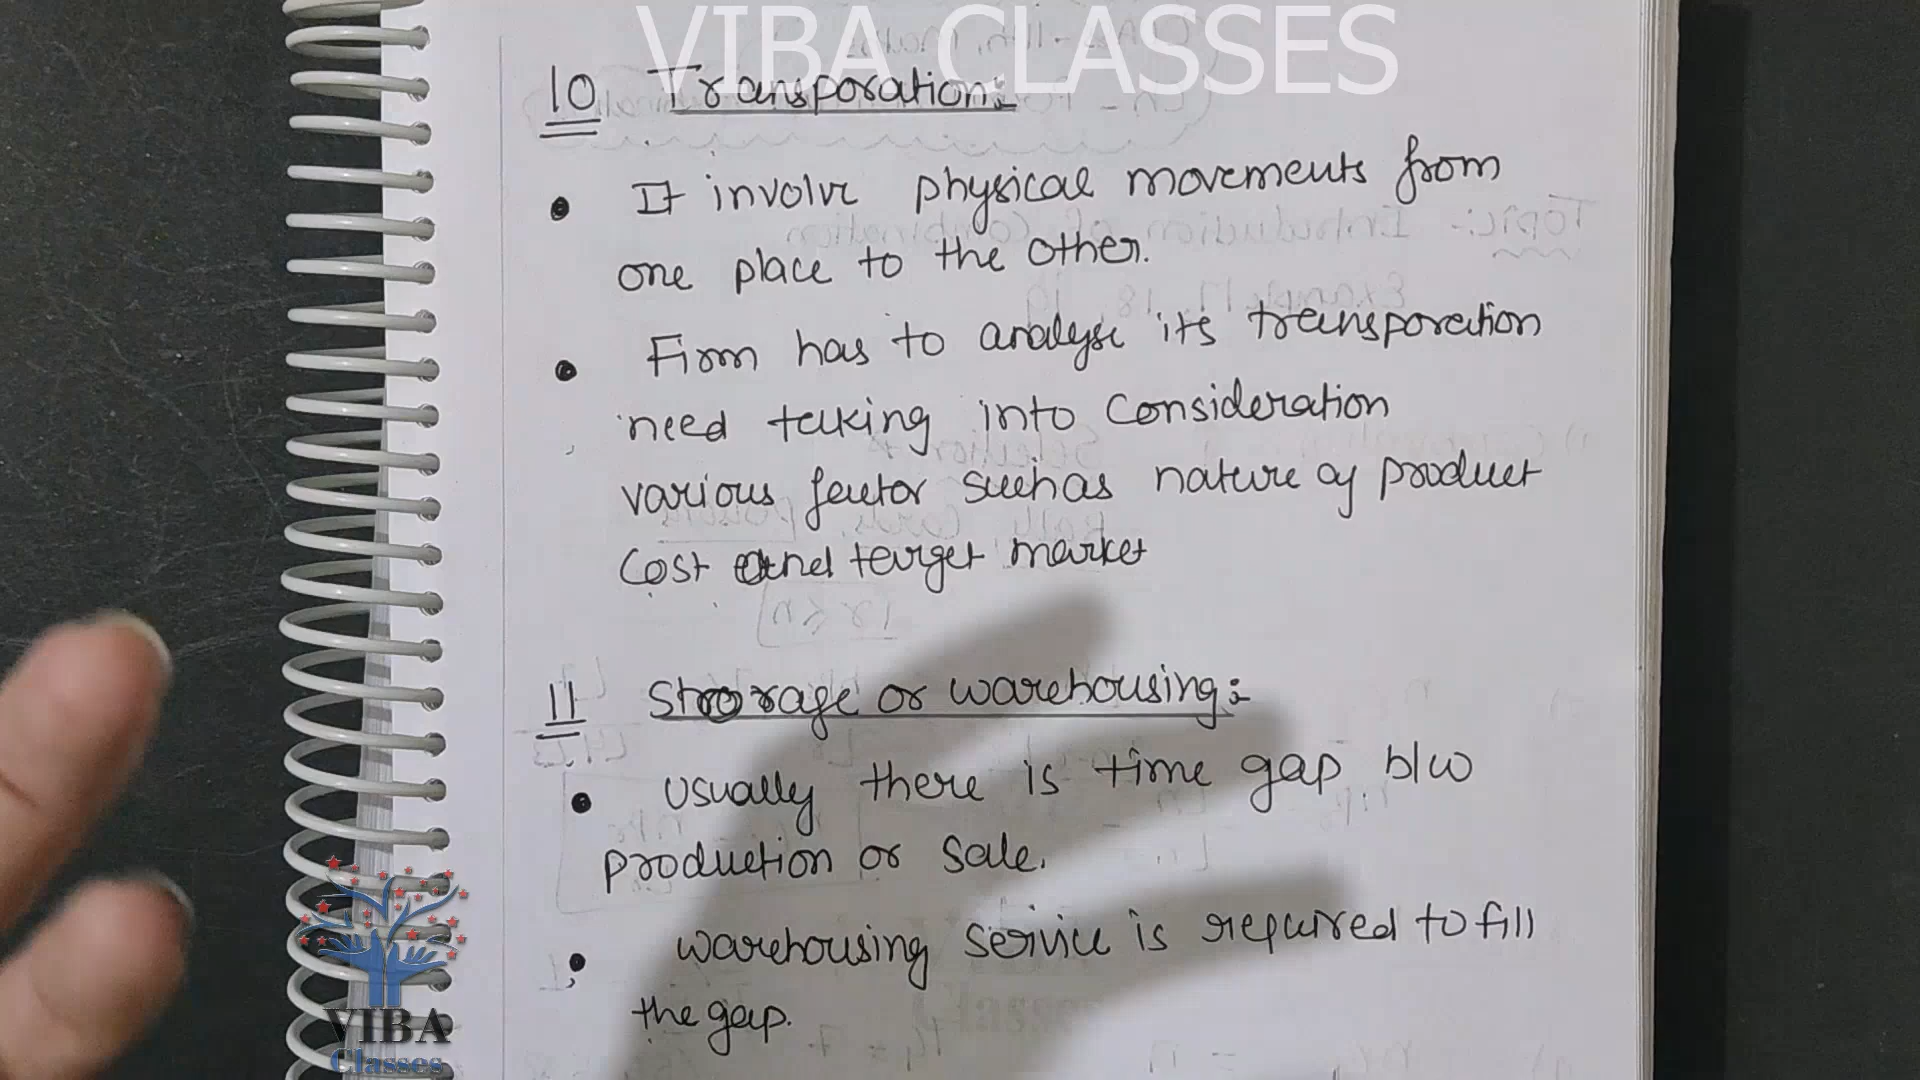 VIBA CLASSES
10 Transporation:-
• It involve physical movements from
one place to the other.
• Firm has to analyse its transporation
need taking into Consideration
various factor such as nature of product
Cost and target market
11 Storage or warehousing:-
• Usually there is time gap b/w
production or sale.
• warehousing service is required to fill
the gap.
VIBA
Classes